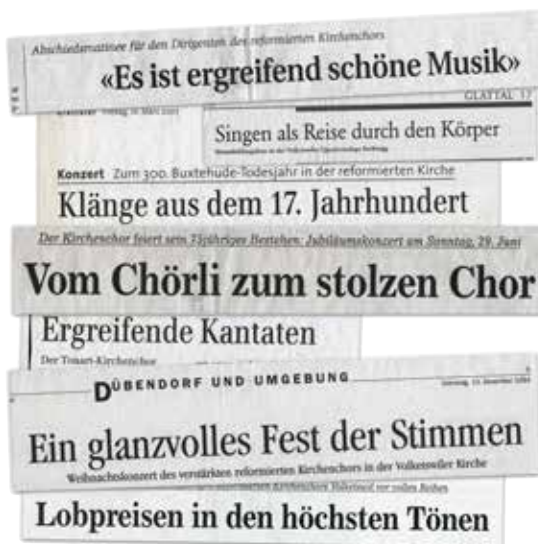 Abschiedsmatinee für den Dirigenten des reformierten Kirchenchors
«Es ist ergreifend schöne Musik»
GLATTAL 17
Singen als Reise durch den Körper
Konzert Zum 300. Buxtehude-Todesjahr in der reformierten Kirche
Klänge aus dem 17. Jahrhundert
Der Kirchenchor feiert sein 75jähriges Bestehen: Jubiläumskonzert am Sonntag, 29. Juni
Vom Chörli zum stolzen Chor
Ergreifende Kantaten
Der Tonart-Kirchenchor
DÜBENDORF UND UMGEBUNG
Ein glanzvolles Fest der Stimmen
Weihnachtskonzert des verstärkten reformierten Kirchenchors in der Volketswiler Kirche
Lobpreisen in den höchsten Tönen